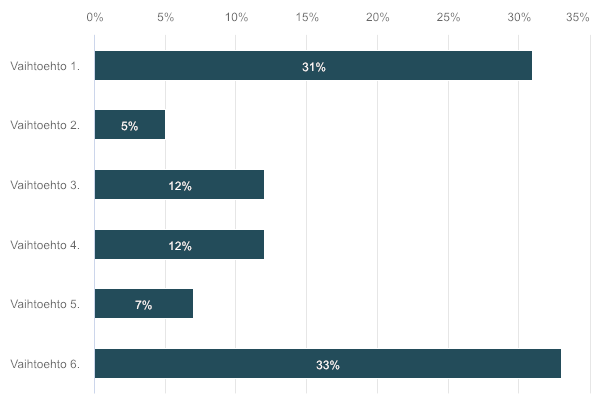 0% 5% 10% 15% 20% 25% 30% 35%
Vaihtoehto 1. 31%
Vaihtoehto 2. 5%
Vaihtoehto 3. 12%
Vaihtoehto 4. 12%
Vaihtoehto 5. 7%
Vaihtoehto 6. 33%